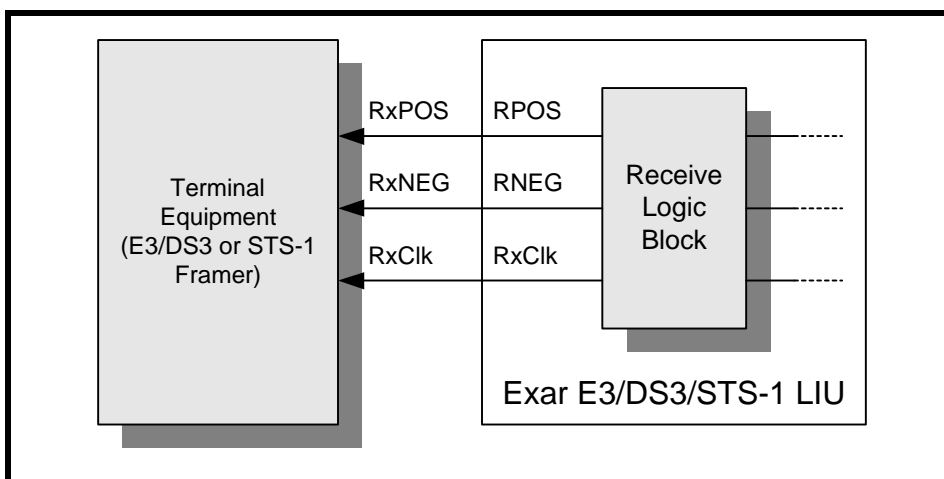 Terminal
Equipment
(E3/DS3 or STS-1
Framer)
RxPOS
RPOS
RxNEG
RNEG
RxClk
RxClk
Receive
Logic
Block
Exar E3/DS3/STS-1 LIU